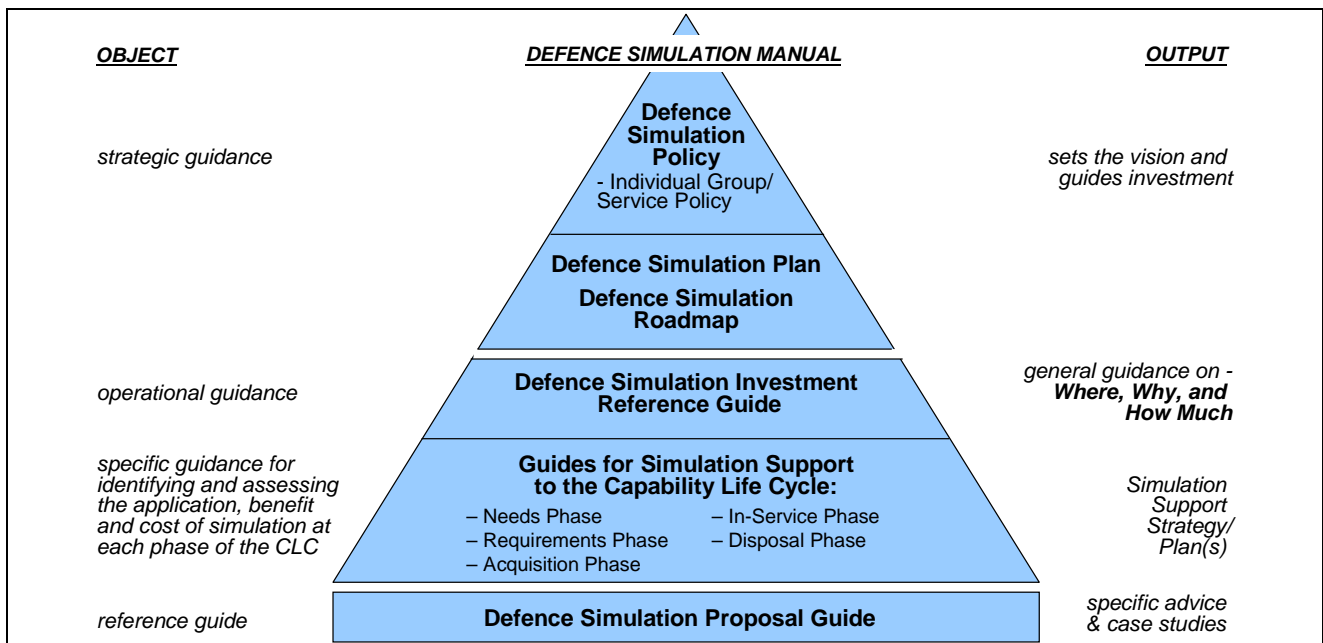 OBJECT
DEFENCE SIMULATION MANUAL
OUTPUT
strategic guidance
Defence
Simulation
Policy
- Individual Group/
Service Policy
sets the vision and
guides investment
Defence Simulation Plan
Defence Simulation
Roadmap
operational guidance
Defence Simulation Investment
Reference Guide
general guidance on -
Where, Why, and
How Much
specific guidance for
identifying and assessing
the application, benefit
and cost of simulation at
each phase of the CLC
Guides for Simulation Support
to the Capability Life Cycle:
– Needs Phase
– Requirements Phase
– Acquisition Phase
– In-Service Phase
– Disposal Phase
Simulation
Support
Strategy/
Plan(s)
reference guide
Defence Simulation Proposal Guide
specific advice
& case studies